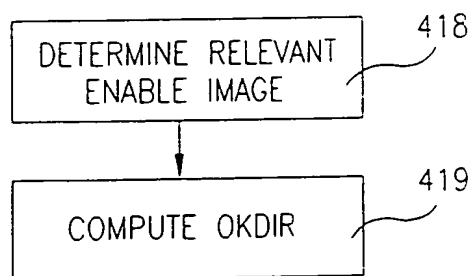 DETERMINE RELEVANT
ENABLE IMAGE
418
COMPUTE OKDIR
419